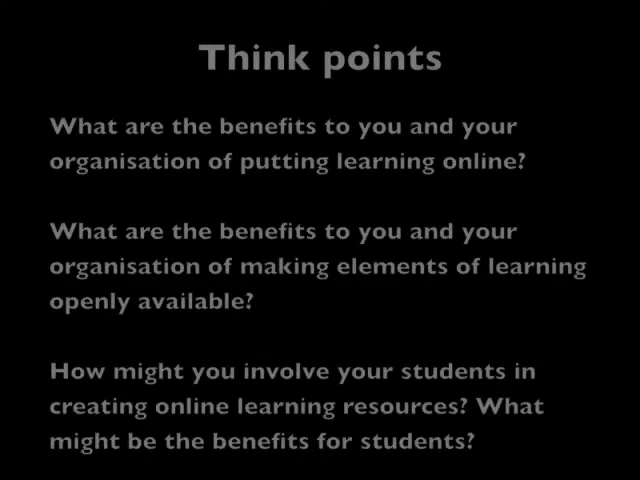 Think points
What are the benefits to you and your
organisation of putting learning online?
What are the benefits to you and your
organisation of making elements of learning
openly available?
How might you involve your students in
creating online learning resources? What
might be the benefits for students?